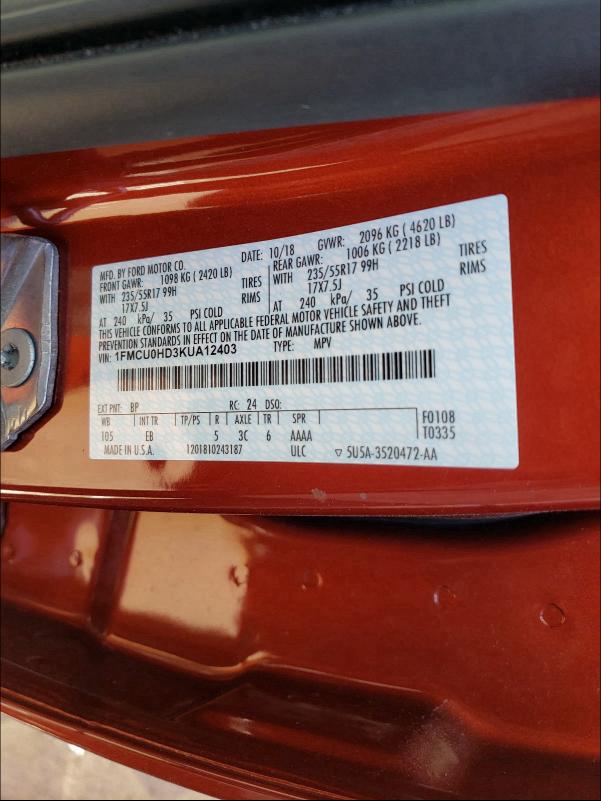 MFD. BY FORD MOTOR CO. DATE: 10/18 GVWR: 2096 KG ( 4620 LB)
FRONT GAWR: 1098 KG ( 2420 LB) REAR GAWR: 1006 KG ( 2218 LB)
WITH 235/55R17 99H TIRES WITH 235/55R17 99H TIRES
17X7.5J RIMS 17X7.5J RIMS
AT 240 kPa/ 35 PSI COLD AT 240 kPa/ 35 PSI COLD
THIS VEHICLE CONFORMS TO ALL APPLICABLE FEDERAL MOTOR VEHICLE SAFETY AND THEFT
PREVENTION STANDARDS IN EFFECT ON THE DATE OF MANUFACTURE SHOWN ABOVE.
VIN: 1FMCU0HD3KUA12403 TYPE: MPV
EXT PNT: BP RC: 24 DSO:
WB INT TR TP/PS R AXLE TR SPR F0108
105 EB 5 3C 6 AAAA T0335
MADE IN U.S.A. 1201810243187 ULC ▽ 5U5A-3520472-AA